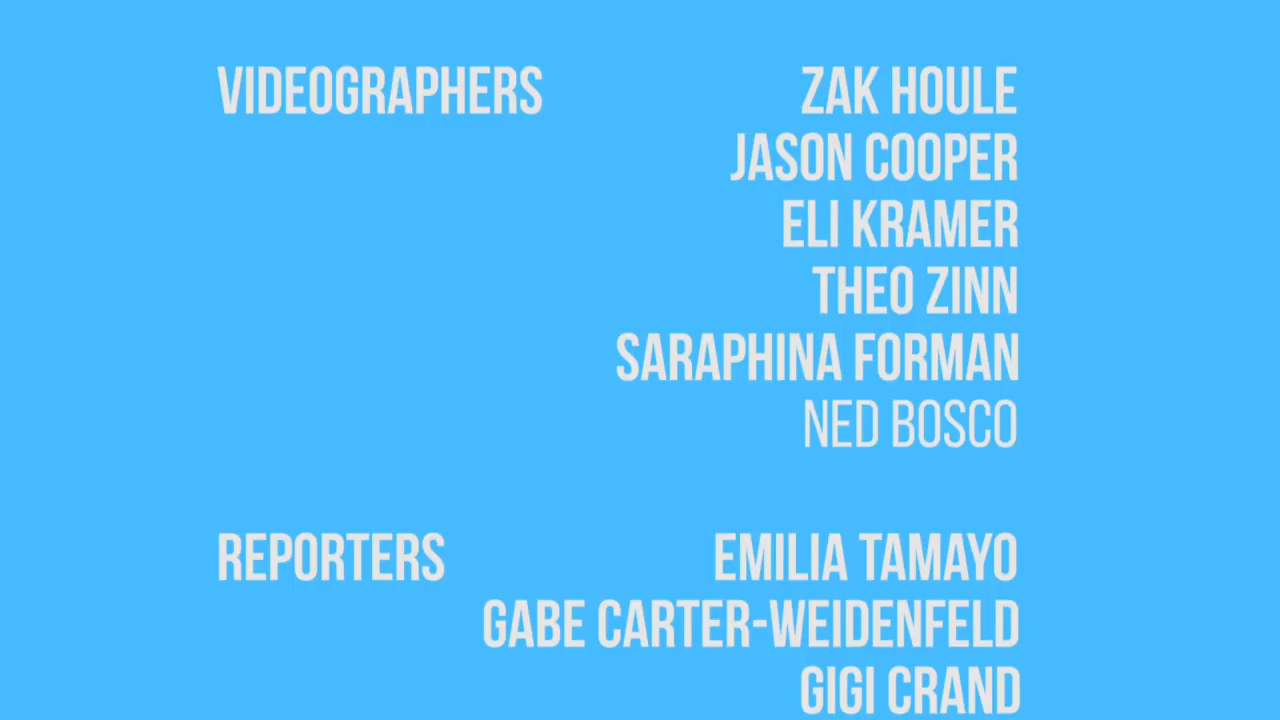 VIDEOGRAPHERS ZAK HOULE
JASON COOPER
ELI KRAMER
THEO ZINN
SARAPHINA FORMAN
NED BOSCO
REPORTERS EMILIA TAMAYO
GABE CARTER-WEIDENFELD
GIGI CRAND